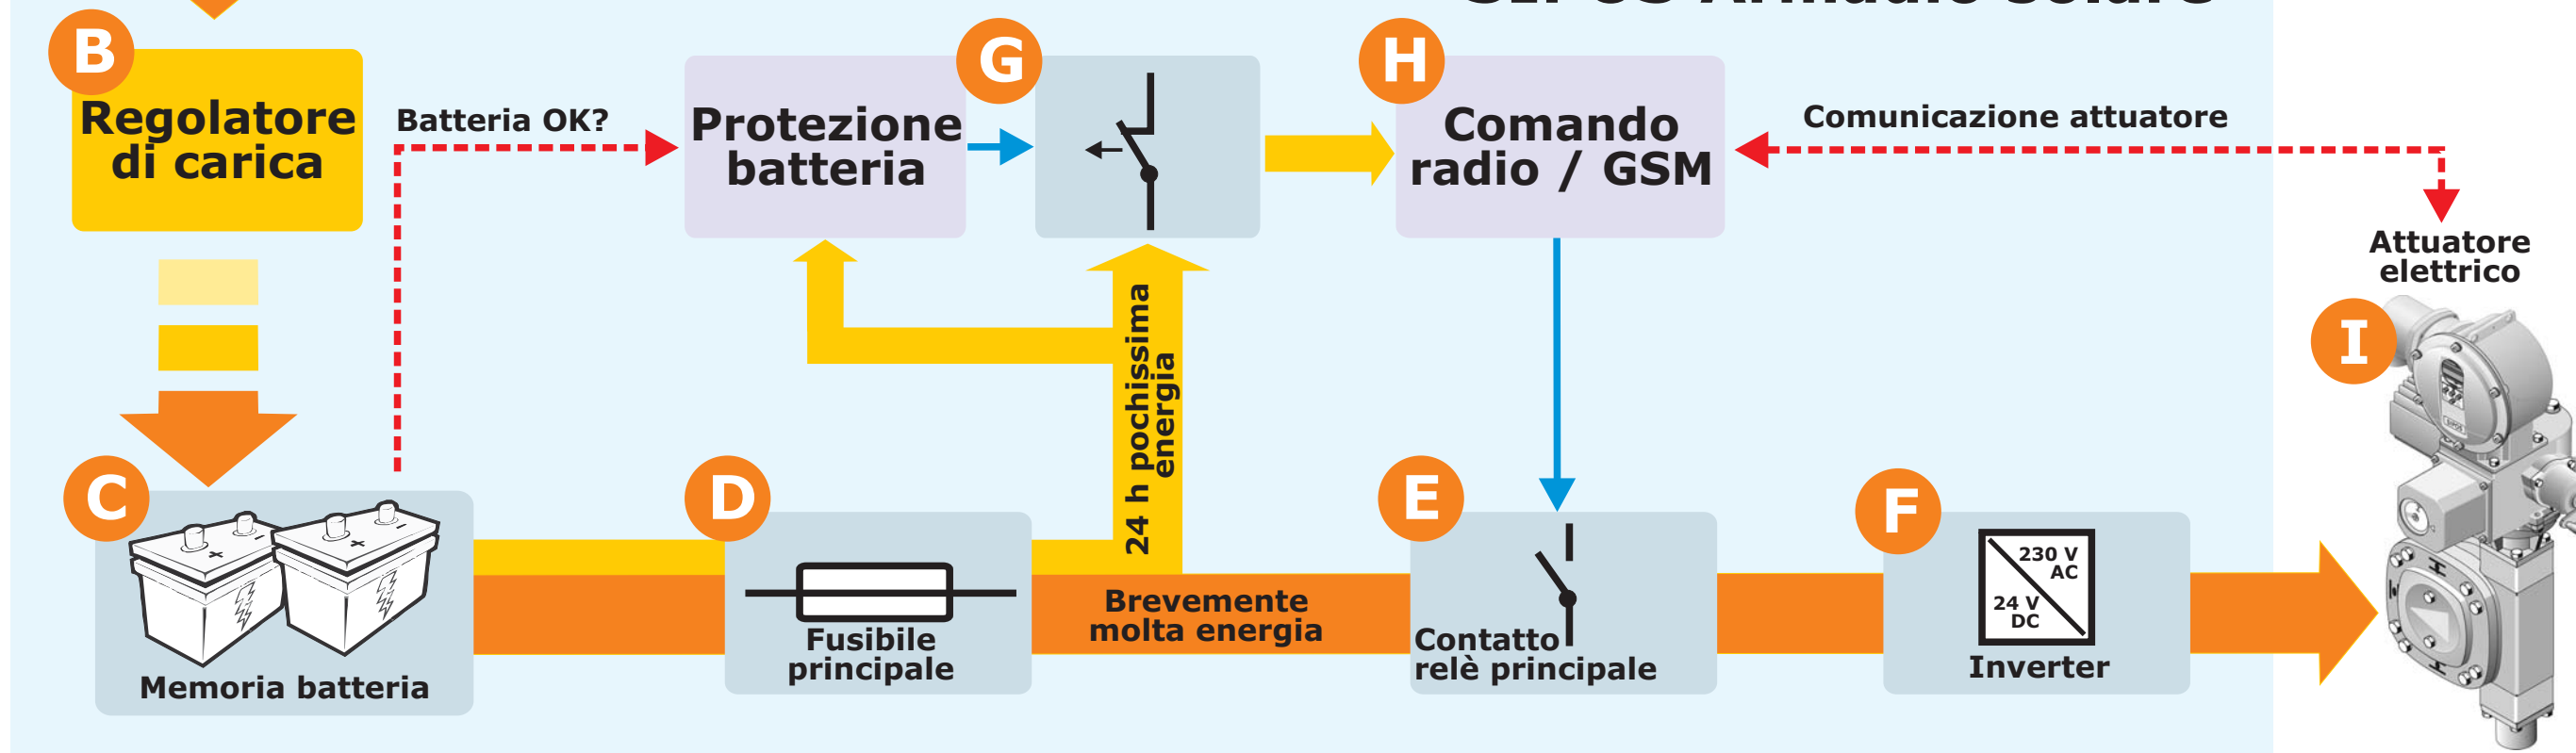 B
Regolatore
di carica
Batteria OK?
Protezione
batteria
G
H
Comando
radio / GSM
Comunicazione attuatore
Attuatore
elettrico
I
24 h pochissima
energia
C
Memoria batteria
D
Fusibile
principale
Brevemente
molta energia
E
Contatto
relè principale
F
230 V
AC
24 V
DC
Inverter